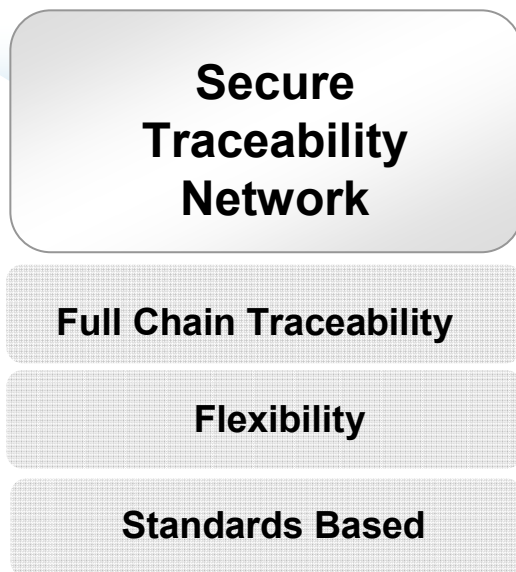 Secure
Traceability
Network
Full Chain Traceability
Flexibility
Standards Based